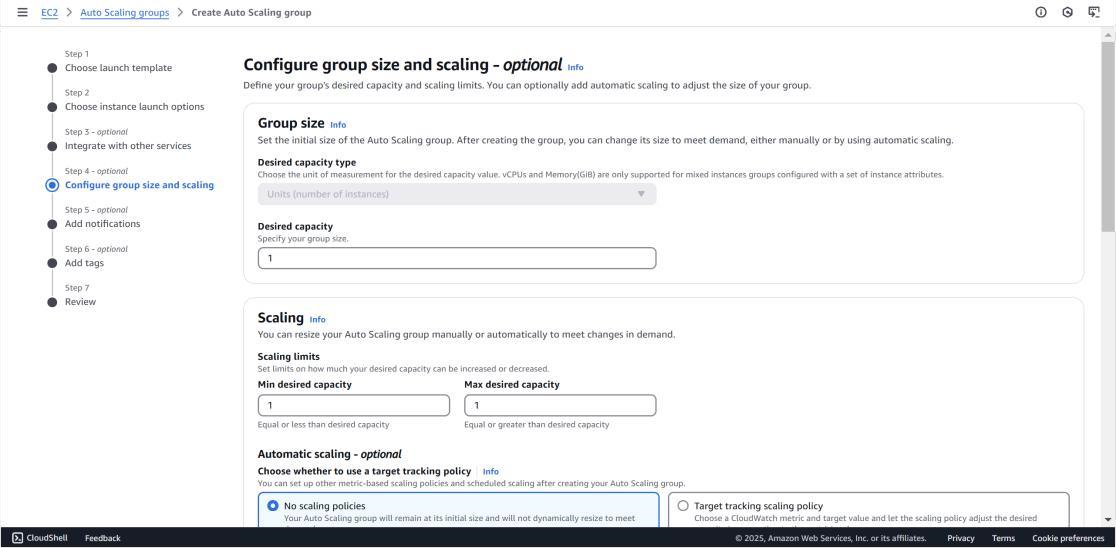 EC2 > Auto Scaling groups > Create Auto Scaling group
Step 1
Choose launch template
Step 2
Choose instance launch options
Step 3 - optional
Integrate with other services
Step 4 - optional
Configure group size and scaling
Step 5 - optional
Add notifications
Step 6 - optional
Add tags
Step 7
Review
Configure group size and scaling - optional Info
Define your group's desired capacity and scaling limits. You can optionally add automatic scaling to adjust the size of your group.
Group size Info
Set the initial size of the Auto Scaling group. After creating the group, you can change its size to meet demand, either manually or by using automatic scaling.
Desired capacity type
Choose the unit of measurement for the desired capacity value. vCPUs and Memory(GiB) are only supported for mixed instances groups configured with a set of instance attributes.
Units (number of instances)
Desired capacity
Specify your group size.
1
Scaling Info
You can resize your Auto Scaling group manually or automatically to meet changes in demand.
Scaling limits
Set limits on how much your desired capacity can be increased or decreased.
Min desired capacity
1
Equal or less than desired capacity
Max desired capacity
1
Equal or greater than desired capacity
Automatic scaling - optional
Choose whether to use a target tracking policy | Info
You can set up other metric-based scaling policies and scheduled scaling after creating your Auto Scaling group.
No scaling policies
Your Auto Scaling group will remain at its initial size and will not dynamically resize to meet
Target tracking scaling policy
Choose a CloudWatch metric and target value and let the scaling policy adjust the desired
CloudShell Feedback © 2025, Amazon Web Services, Inc. or its affiliates. Privacy Terms Cookie preferences